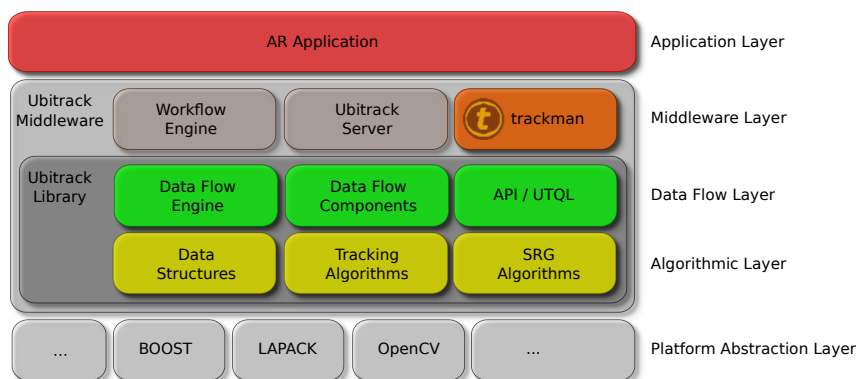 AR Application
Application Layer
Ubitrack
Middleware
Workflow
Engine
Ubitrack
Server
t trackman
Middleware Layer
Ubitrack
Library
Data Flow
Engine
Data Flow
Components
API / UTQL
Data Flow Layer
Data
Structures
Tracking
Algorithms
SRG
Algorithms
Algorithmic Layer
...
BOOST
LAPACK
OpenCV
...
Platform Abstraction Layer